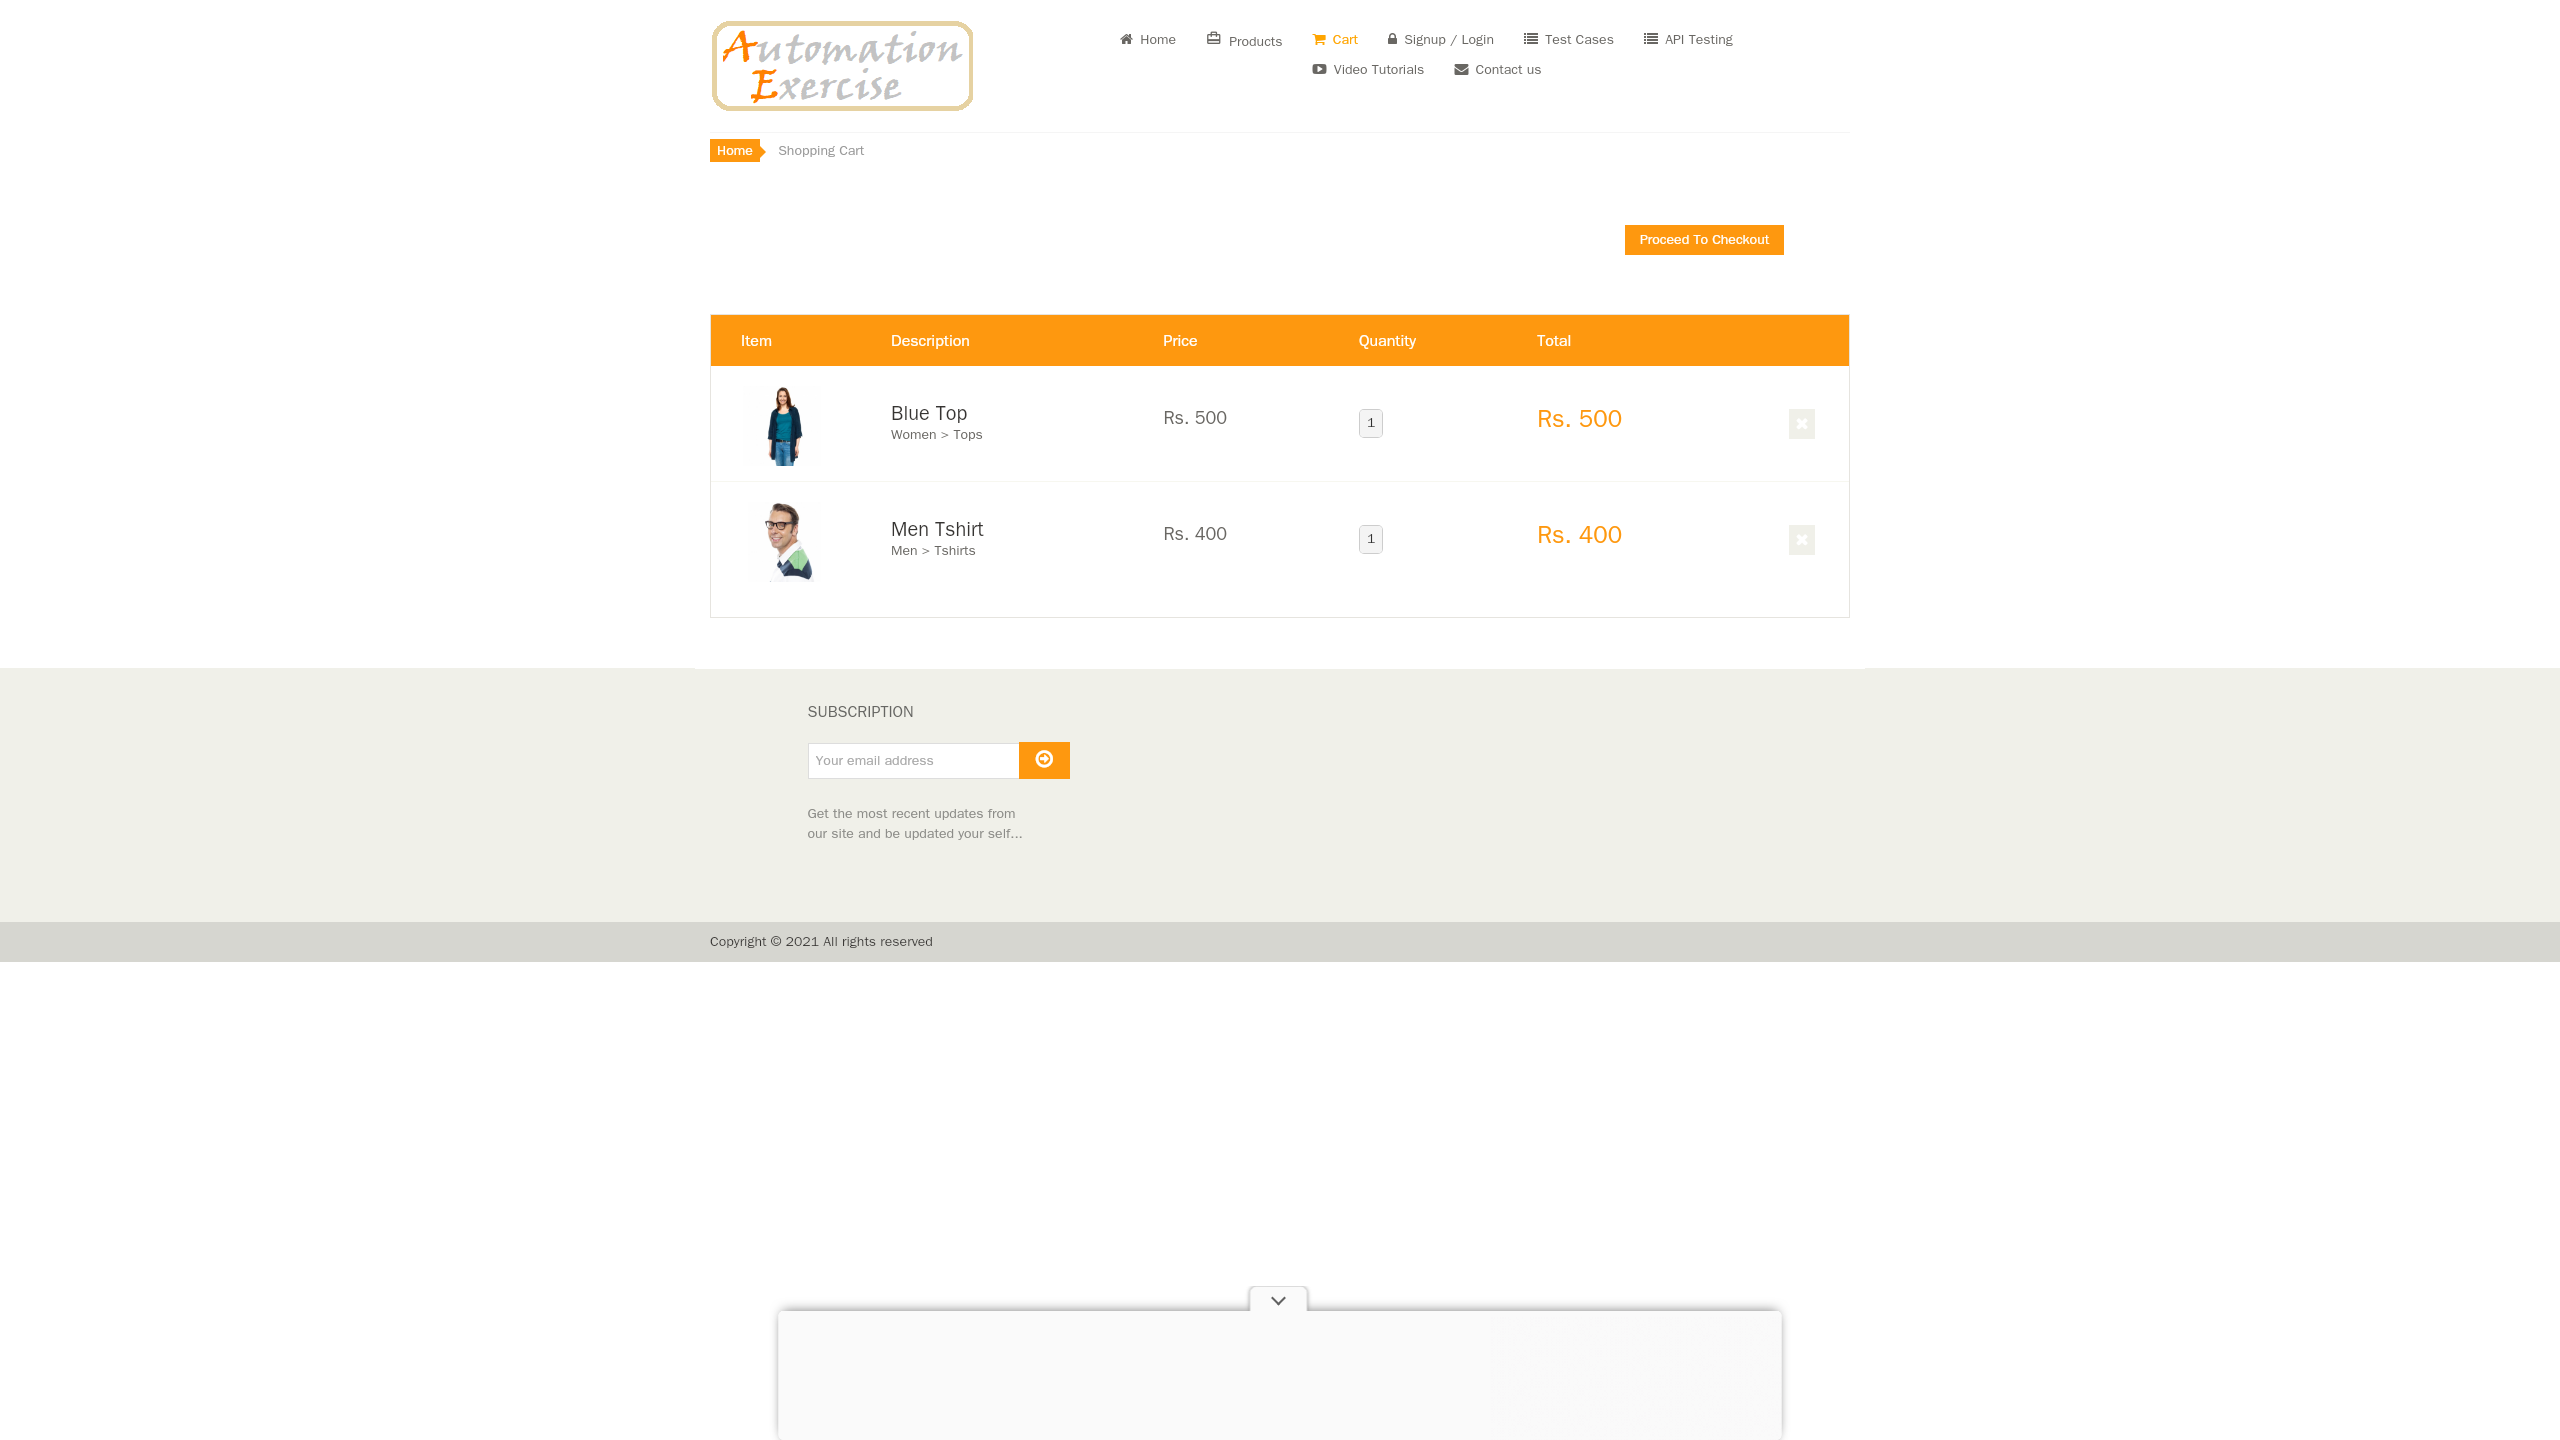 Automation
Exercise
Home
Products
Cart
Signup / Login
Test Cases
API Testing
Video Tutorials
Contact us
Home
Shopping Cart
Proceed To Checkout
Item Description Price Quantity Total
Blue Top
Women > Tops
Rs. 500
1
Rs. 500
Men Tshirt
Men > Tshirts
Rs. 400
1
Rs. 400
SUBSCRIPTION
Your email address
Get the most recent updates from
our site and be updated your self...
Copyright © 2021 All rights reserved